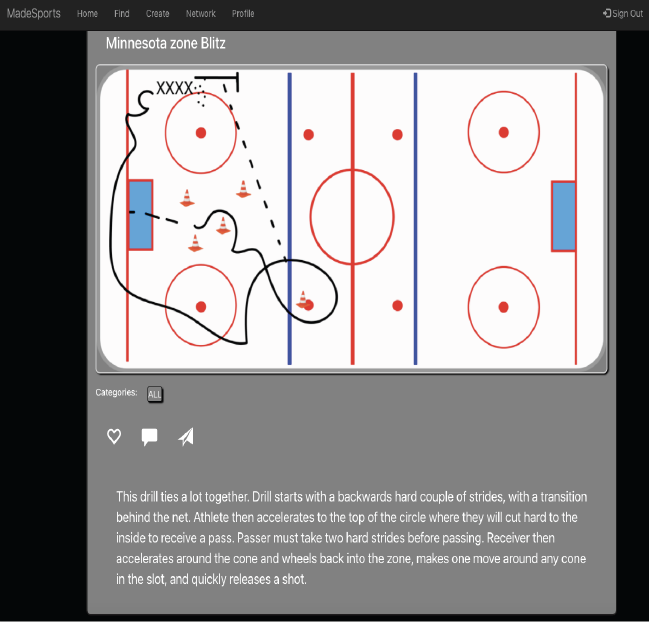 MadeSports Home Find Create Network Profile Sign Out
Minnesota zone Blitz
XXXX
Categories: ALL
This drill ties a lot together. Drill starts with a backwards hard couple of strides, with a transition
behind the net. Athlete then accelerates to the top of the circle where they will cut hard to the
inside to receive a pass. Passer must take two hard strides before passing. Receiver then
accelerates around the cone and wheels back into the zone, makes one move around any cone
in the slot, and quickly releases a shot.